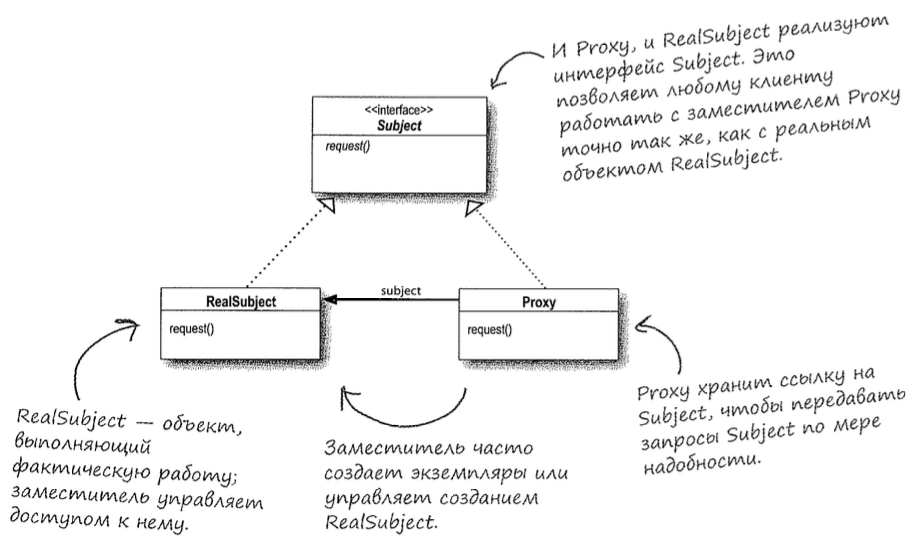 И Proxy, и RealSubject реализуют
интерфейс Subject. Это
позволяет любому клиенту
работать с заместителем Proxy
точно так же, как с реальным
объектом RealSubject.
<<interface>>
Subject
request()
subject
RealSubject
request()
Proxy
request()
RealSubject — объект,
выполняющий
фактическую работу;
заместитель управляет
доступом к нему.
Заместитель часто
создает экземпляры или
управляет созданием
RealSubject.
Proxy хранит ссылку на
Subject, чтобы передавать
запросы Subject по мере
надобности.